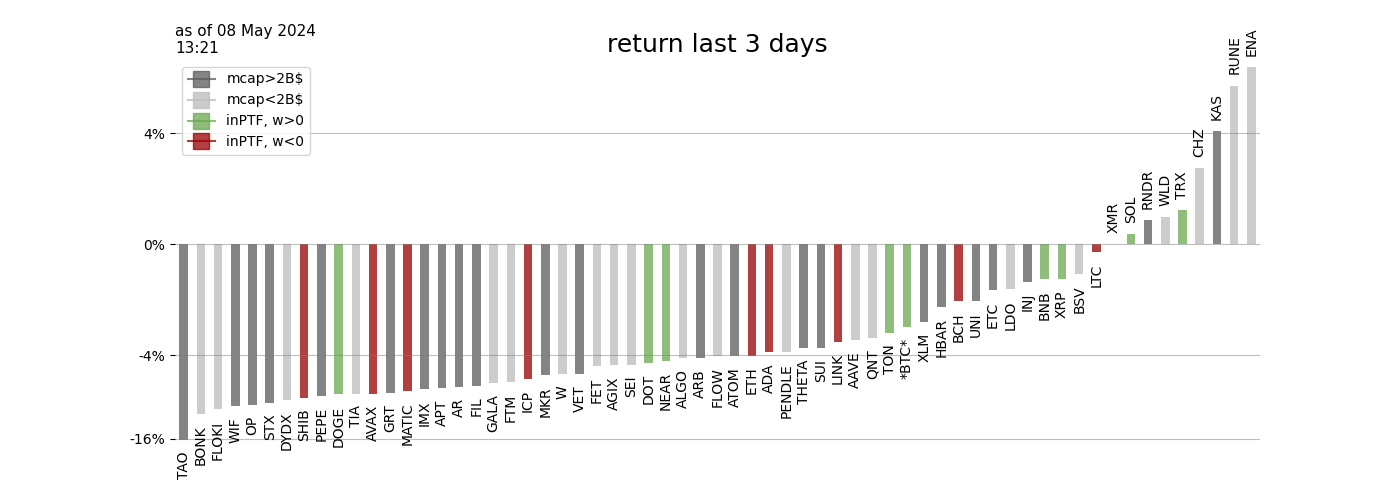 as of 08 May 2024
13:21
return last 3 days
mcap>2B$
mcap<2B$
inPTF, w>0
inPTF, w<0
4%
0%
-4%
-16%
TAO
BONK
FLOKI
WIF
OP
STX
DYDX
SHIB
PEPE
DOGE
TIA
AVAX
GRT
MATIC
IMX
APT
AR
FIL
GALA
FTM
ICP
MKR
W
VET
FET
AGIX
SEI
DOT
NEAR
ALGO
ARB
FLOW
ATOM
ETH
ADA
PENDLE
THETA
SUI
LINK
AAVE
QNT
TON
*BTC*
XLM
HBAR
BCH
UNI
ETC
LDO
INJ
BNB
XRP
BSV
LTC
XMR
SOL
RNDR
WLD
TRX
CHZ
KAS
RUNE
ENA